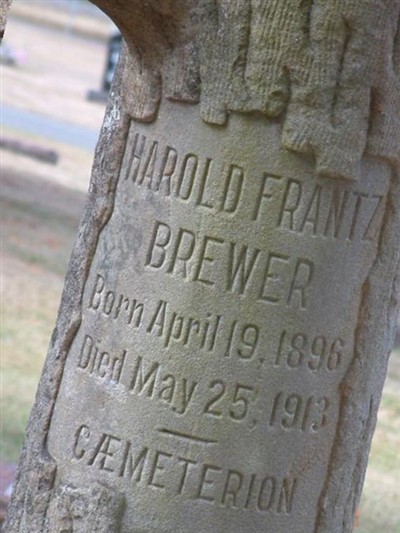 HAROLD FRANTZ
BREWER
Born April 19, 1896
Died May 25, 1913
CÆMETERION